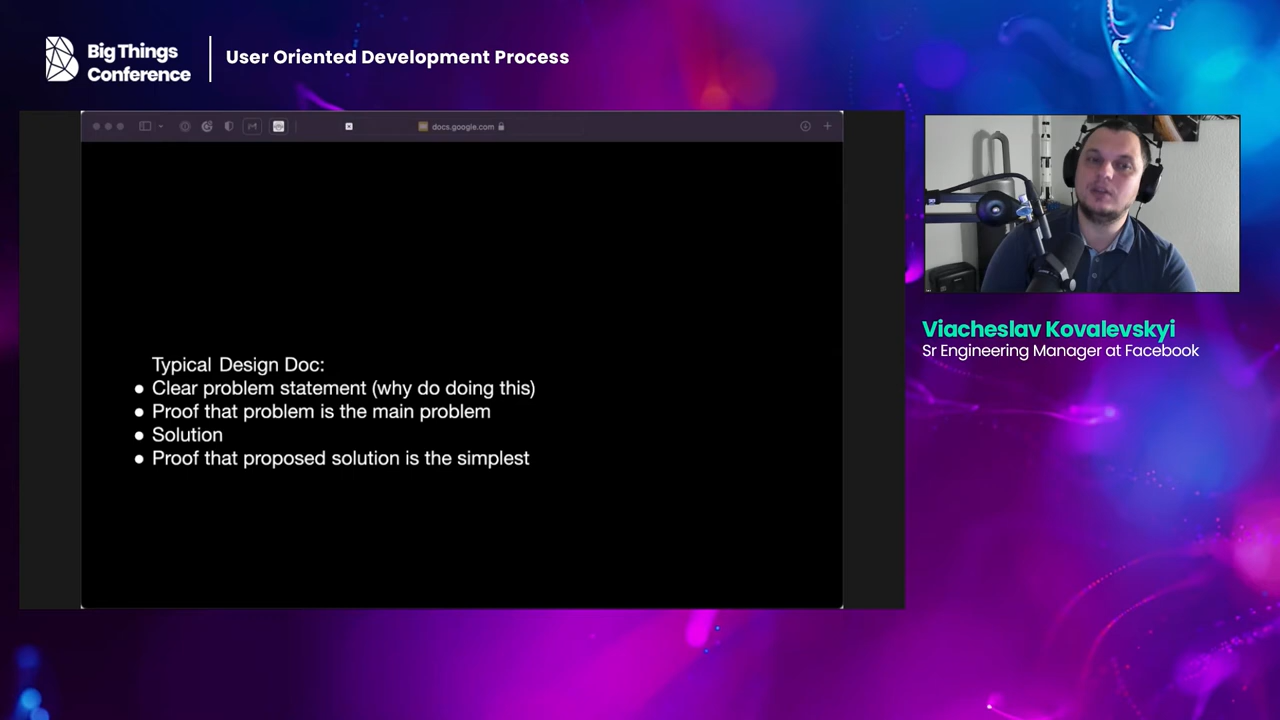 Big Things
Conference
User Oriented Development Process
docs.google.com
Typical Design Doc:
● Clear problem statement (why do doing this)
● Proof that problem is the main problem
● Solution
● Proof that proposed solution is the simplest
Viacheslav Kovalevskyi
Sr Engineering Manager at Facebook